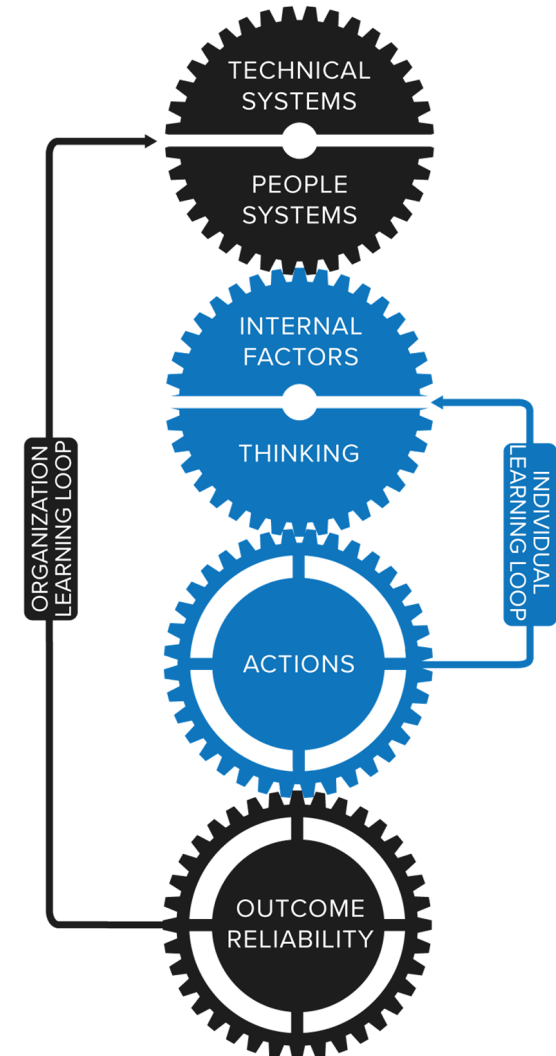 TECHNICAL
SYSTEMS
PEOPLE
SYSTEMS
INTERNAL
FACTORS
THINKING
ORGANIZATION
LEARNING LOOP
INDIVIDUAL
LEARNING LOOP
ACTIONS
OUTCOME
RELIABILITY